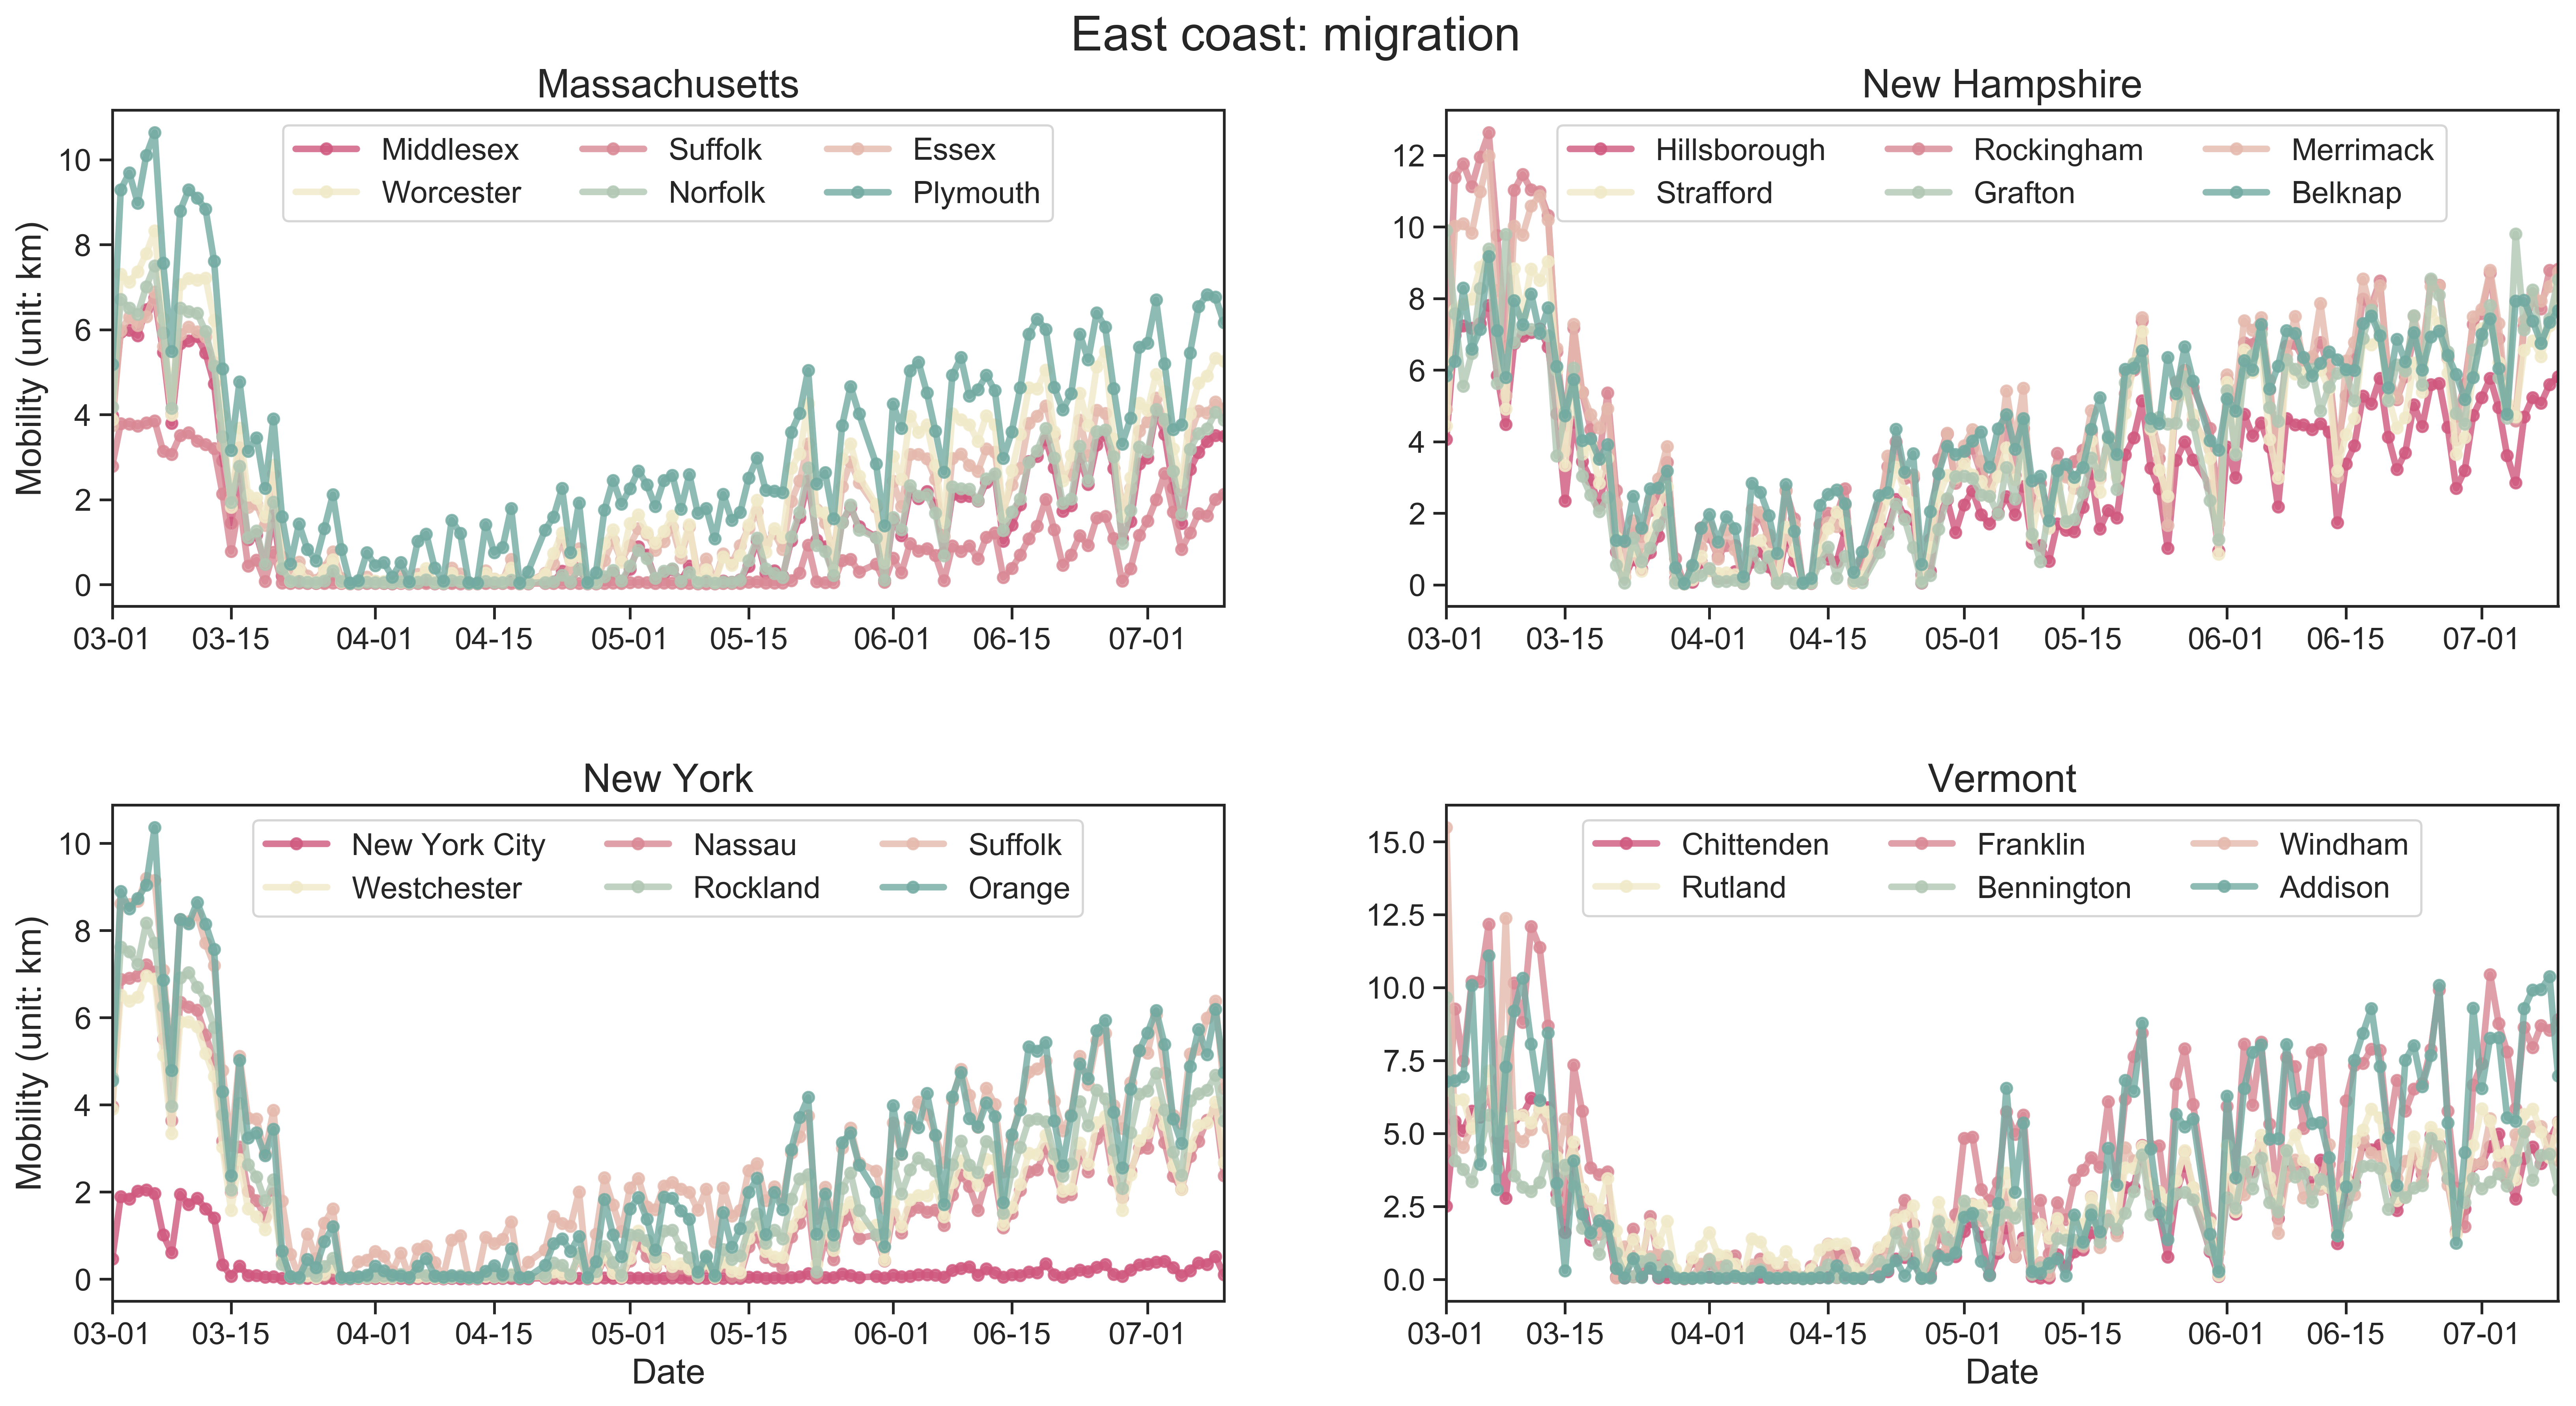 East coast: migration
Massachusetts
Mobility (unit: km)
10
8
6
4
2
0
Middlesex Suffolk Essex
Worcester Norfolk Plymouth
03-01 03-15 04-01 04-15 05-01 05-15 06-01 06-15 07-01
New Hampshire
12
10
8
6
4
2
0
Hillsborough Rockingham Merrimack
Strafford Grafton Belknap
03-01 03-15 04-01 04-15 05-01 05-15 06-01 06-15 07-01
New York
Mobility (unit: km)
10
8
6
4
2
0
New York City Nassau Suffolk
Westchester Rockland Orange
03-01 03-15 04-01 04-15 05-01 05-15 06-01 06-15 07-01
Date
Vermont
15.0
12.5
10.0
7.5
5.0
2.5
0.0
Chittenden Franklin Windham
Rutland Bennington Addison
03-01 03-15 04-01 04-15 05-01 05-15 06-01 06-15 07-01
Date